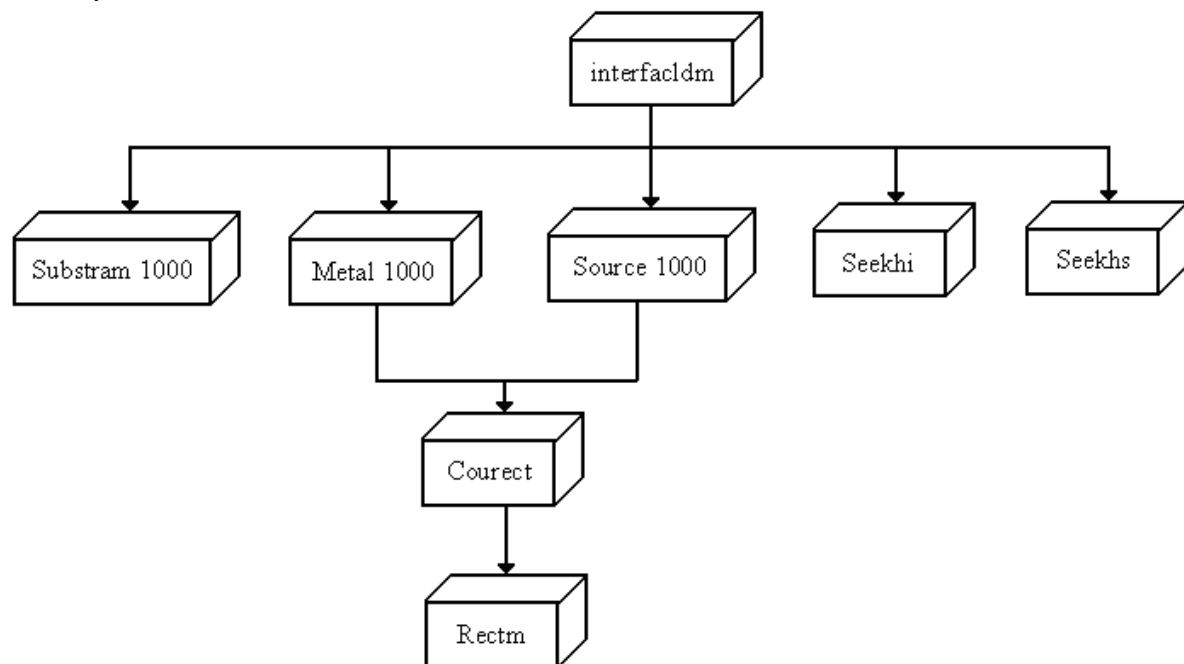 interfacldm
Substram 1000
Metal 1000
Source 1000
Seekhi
Seekhs
Courect
Rectm